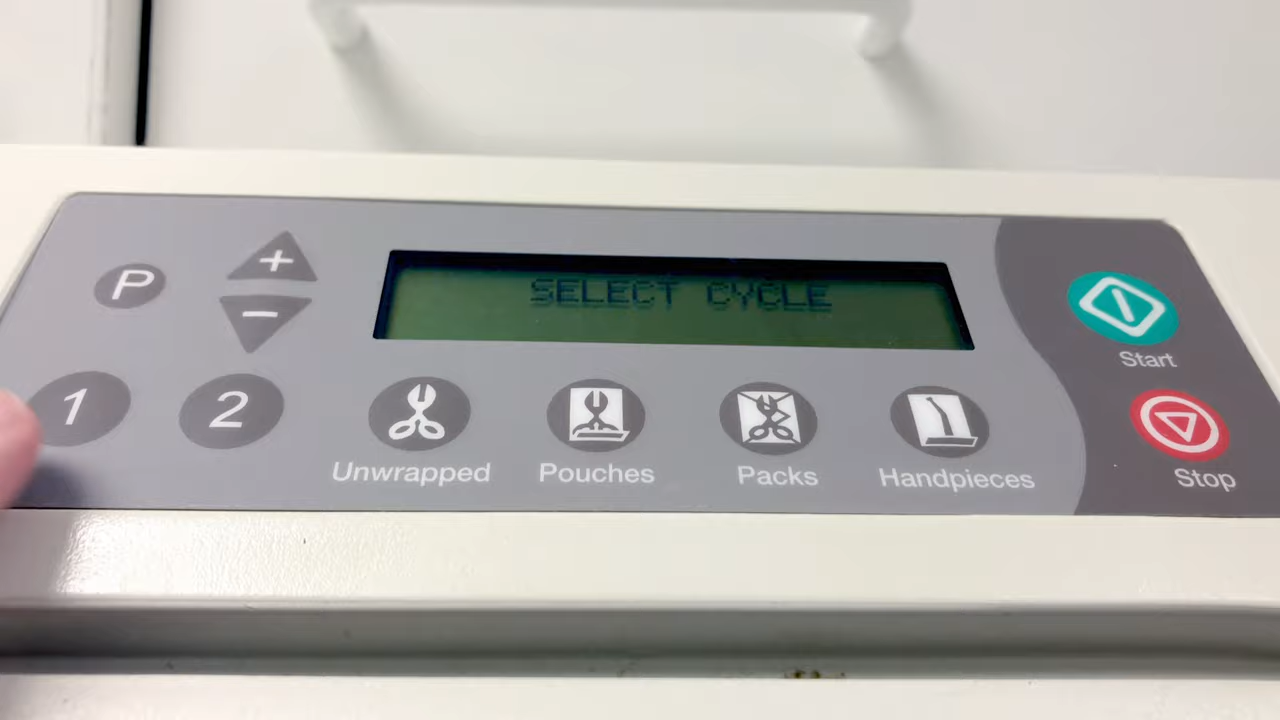 SELECT CYCLE
P
+
-
1
2
Unwrapped
Pouches
Packs
Handpieces
Start
Stop